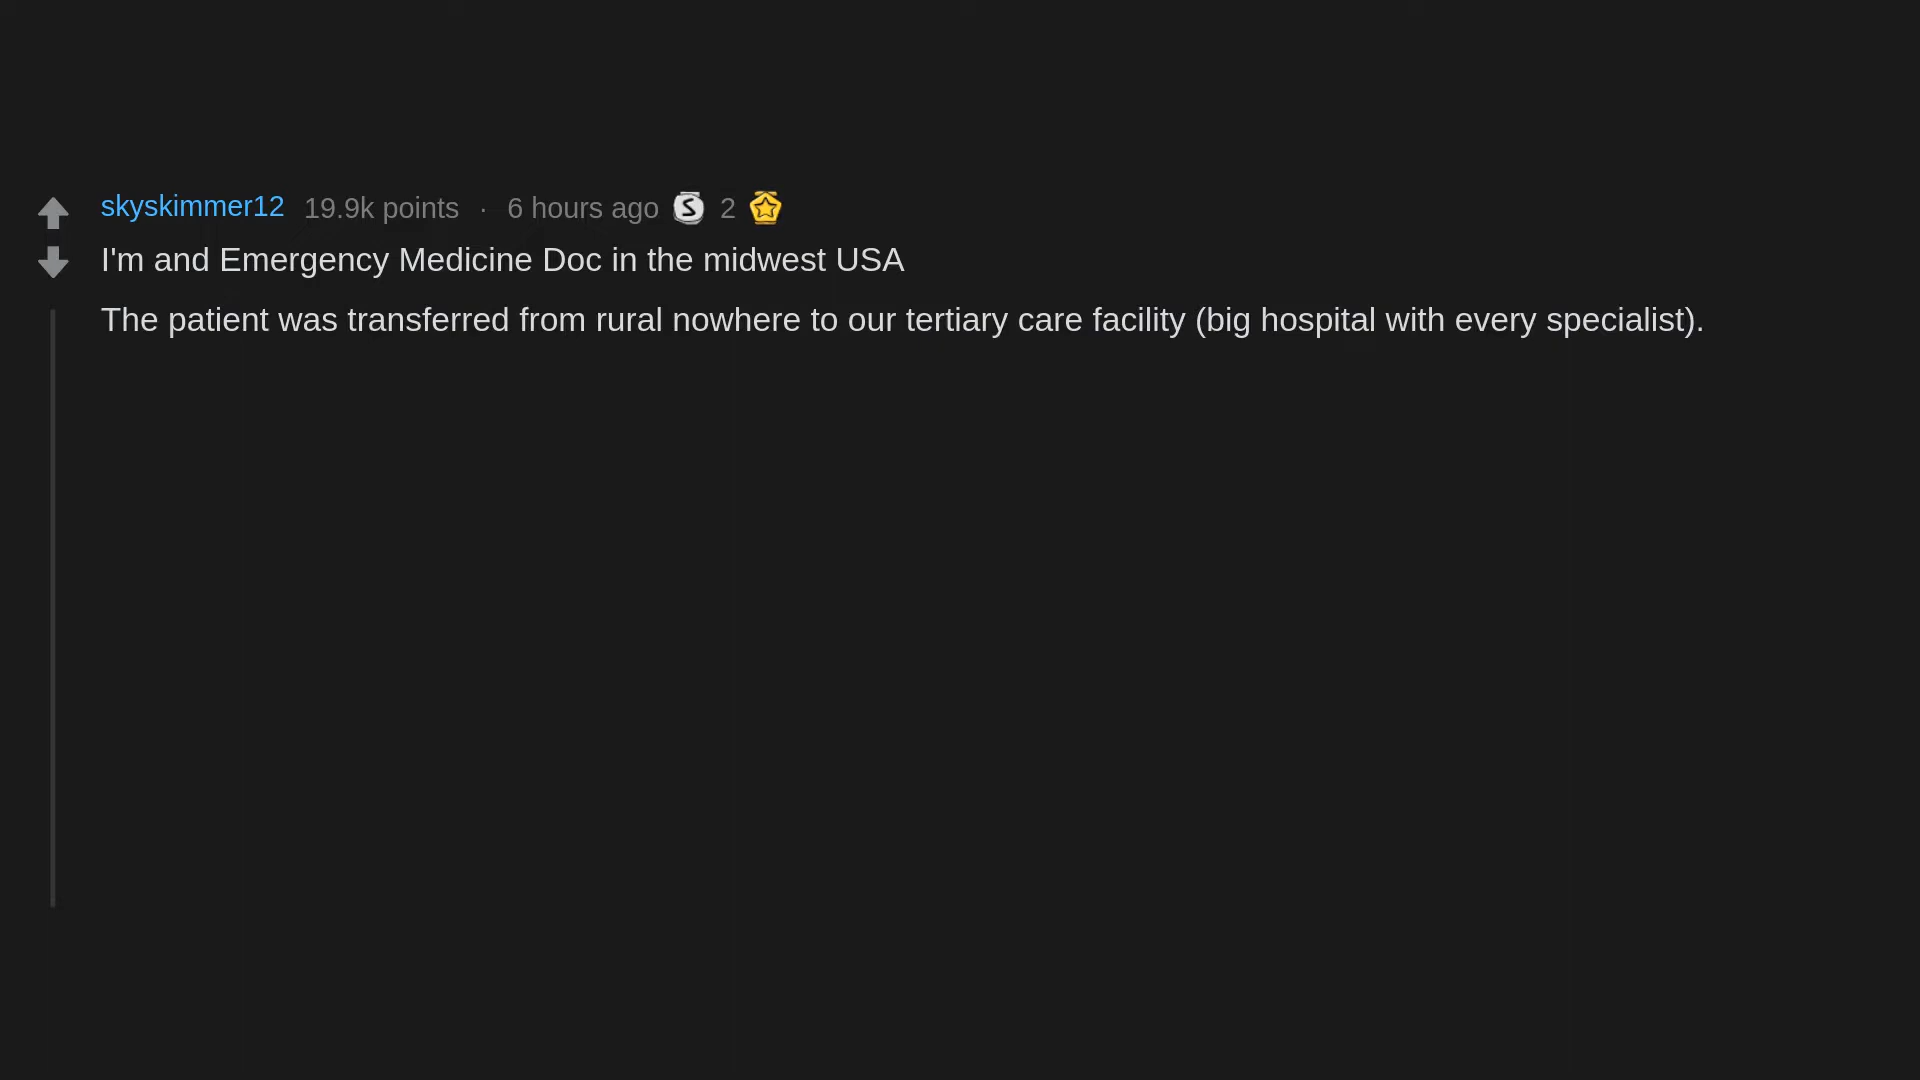 skyskimmer12 19.9k points · 6 hours ago S 2
I'm and Emergency Medicine Doc in the midwest USA
The patient was transferred from rural nowhere to our tertiary care facility (big hospital with every specialist).